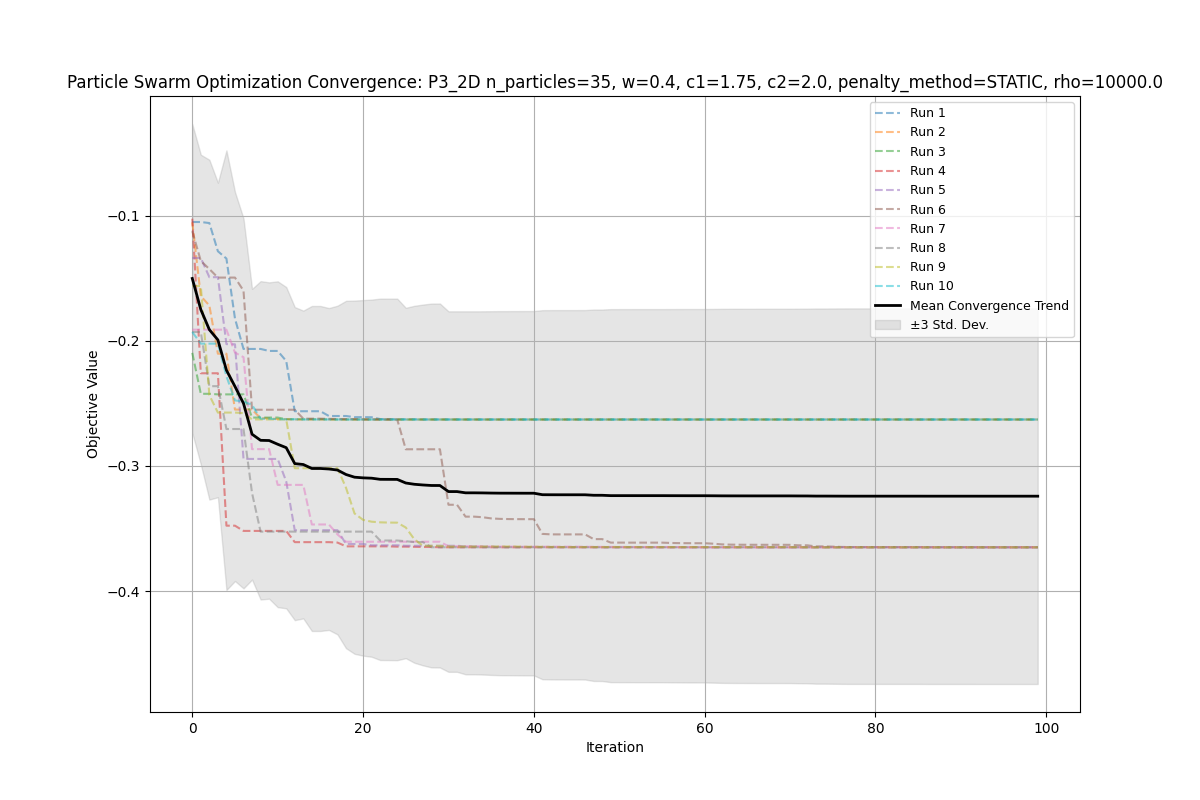 Particle Swarm Optimization Convergence: P3_2D n_particles=35, w=0.4, c1=1.75, c2=2.0, penalty_method=STATIC, rho=10000.0
Run 1
Run 2
Run 3
Run 4
Run 5
Run 6
Run 7
Run 8
Run 9
Run 10
Mean Convergence Trend
±3 Std. Dev.
Objective Value
−0.1
−0.2
−0.3
−0.4
0 20 40 60 80 100
Iteration